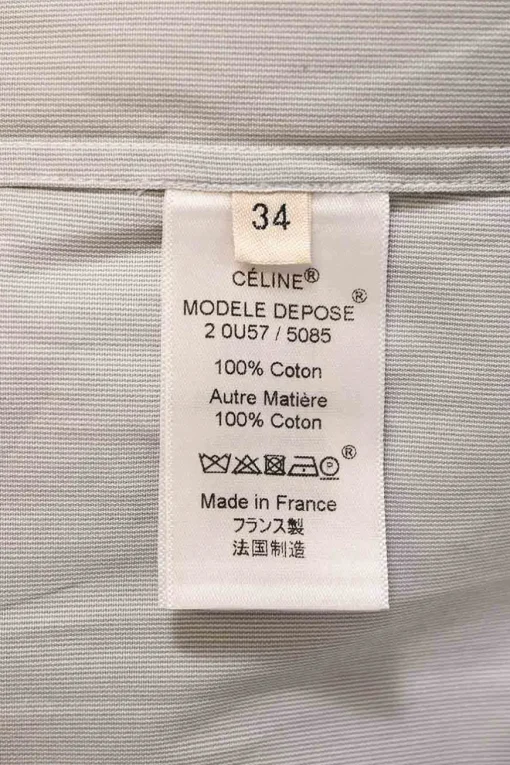 34
CÉLINE®
MODELE DEPOSE®
2 0U57 / 5085
100% Coton
Autre Matière
100% Coton
®
Made in France
フランス製
法国制造